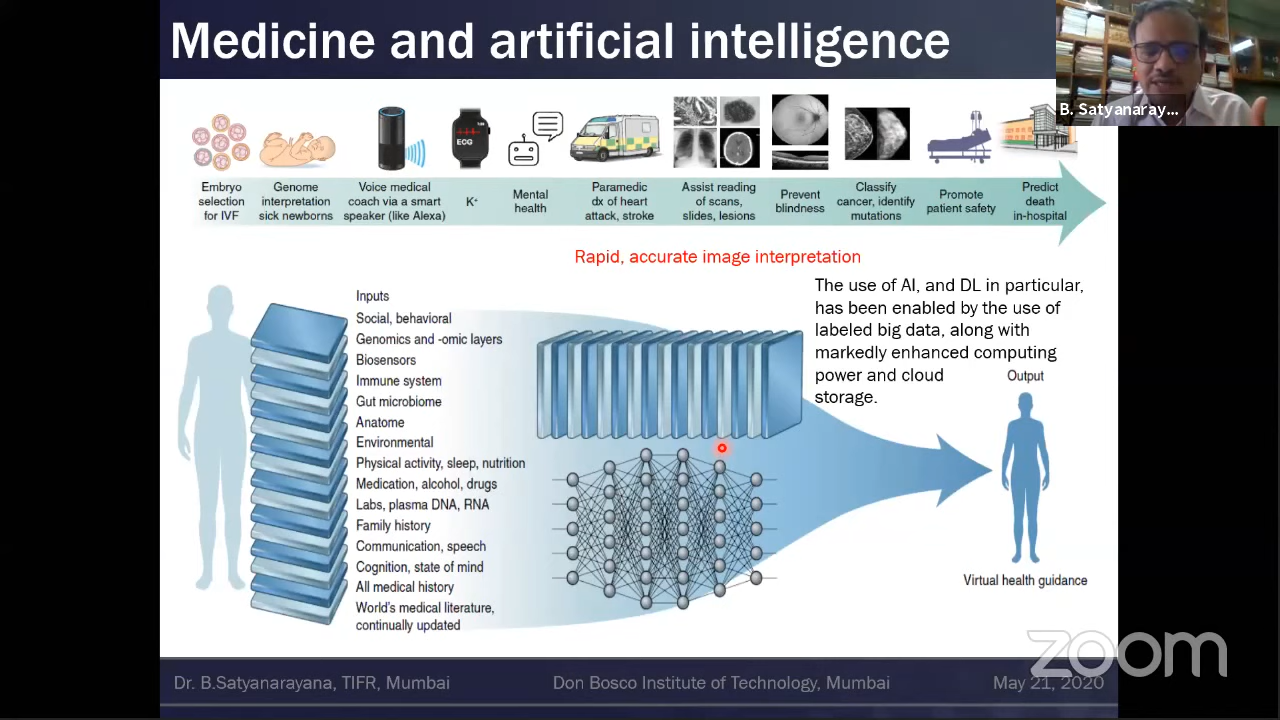 Medicine and artificial intelligence
B. Satyanaray...
ECG
Embryo
selection
for IVF
Genome
interpretation
sick newborns
Voice medical
coach via a smart
speaker (like Alexa)
K⁺
Mental
health
Paramedic
dx of heart
attack, stroke
Assist reading
of scans,
slides, lesions
Prevent
blindness
Classify
cancer, identify
mutations
Promote
patient safety
Predict
death
in-hospital
Rapid, accurate image interpretation
The use of AI, and DL in particular,
has been enabled by the use of
labeled big data, along with
markedly enhanced computing
power and cloud
storage.
Inputs
Social, behavioral
Genomics and -omic layers
Biosensors
Immune system
Gut microbiome
Anatome
Environmental
Physical activity, sleep, nutrition
Medication, alcohol, drugs
Labs, plasma DNA, RNA
Family history
Communication, speech
Cognition, state of mind
All medical history
World's medical literature,
continually updated
Output
Virtual health guidance
zoom
Dr. B.Satyanarayana, TIFR, Mumbai
Don Bosco Institute of Technology, Mumbai
May 21, 2020